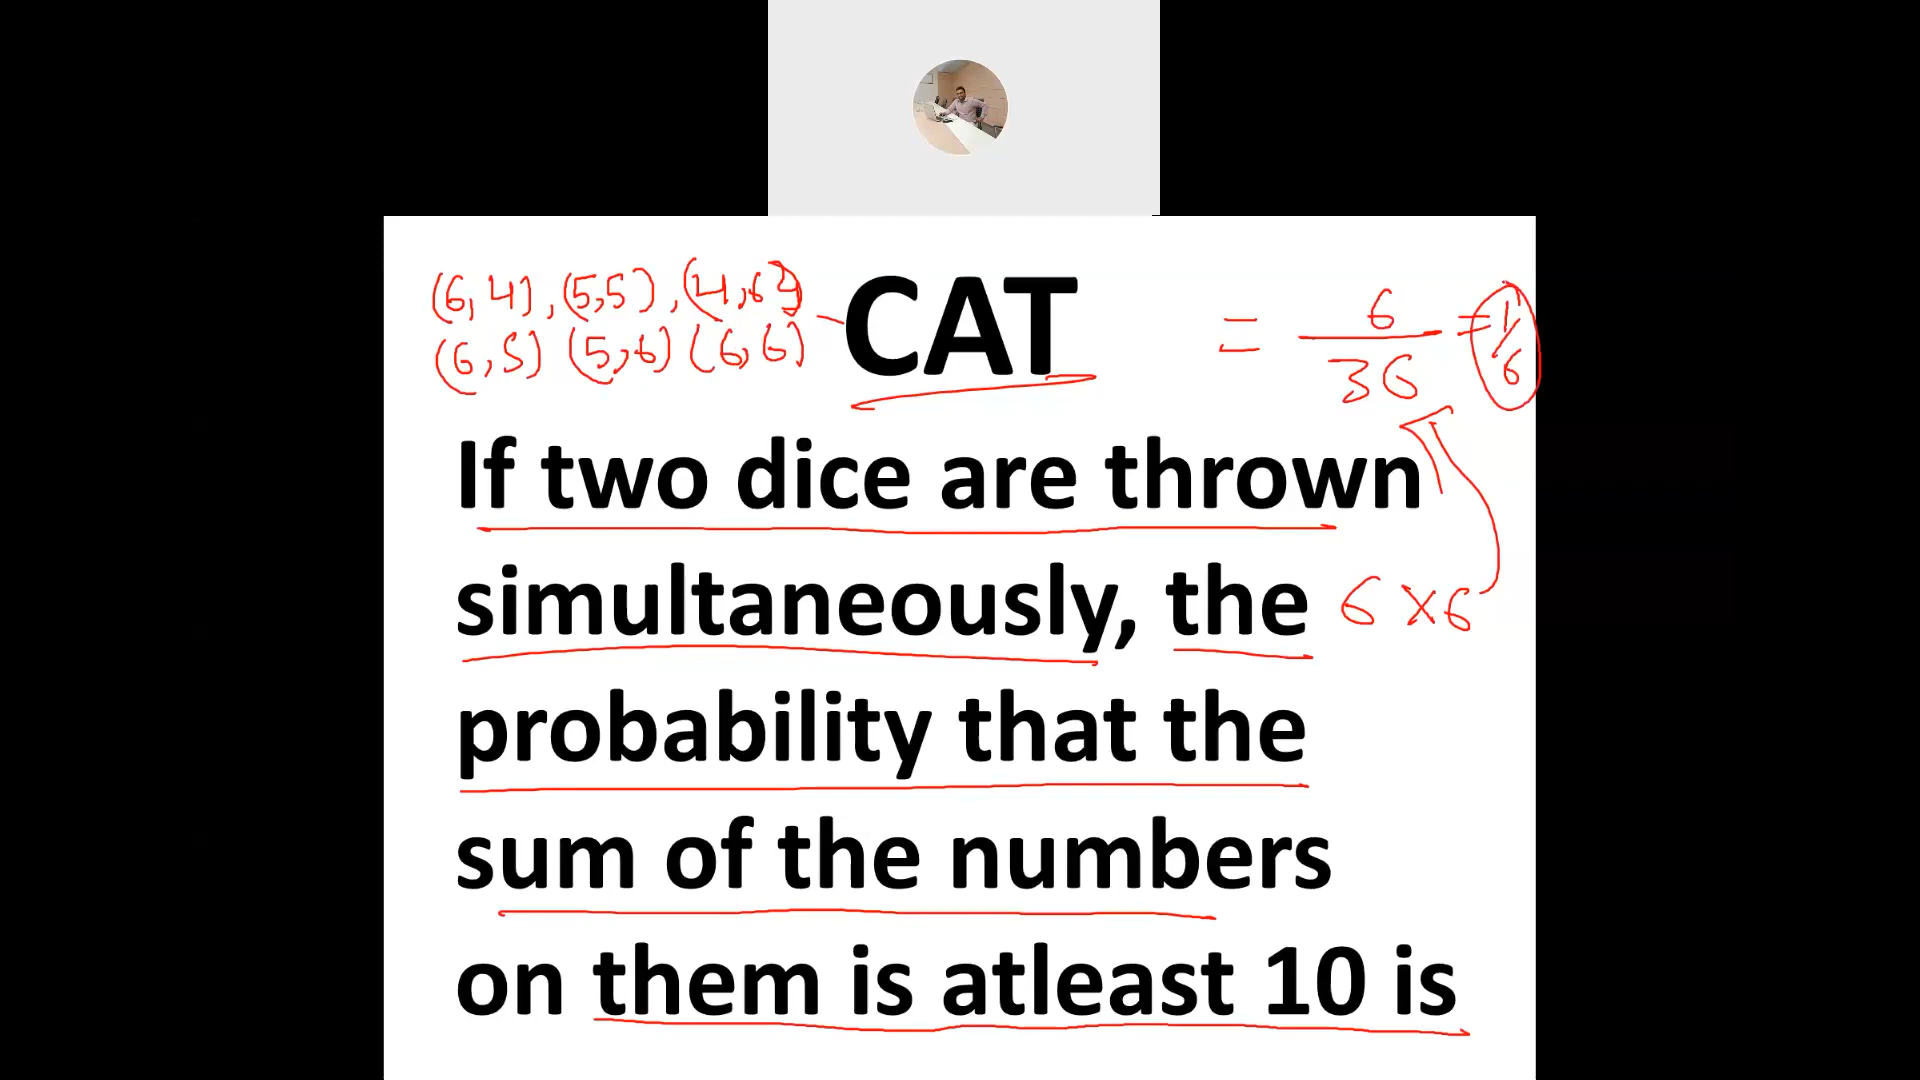 (6,4),(5,5),(4,6)
(6,5) (5,6) (6,6)
CAT
= 6/36 = 1/6
If two dice are thrown
simultaneously, the
6 x 6
probability that the
sum of the numbers
on them is atleast 10 is